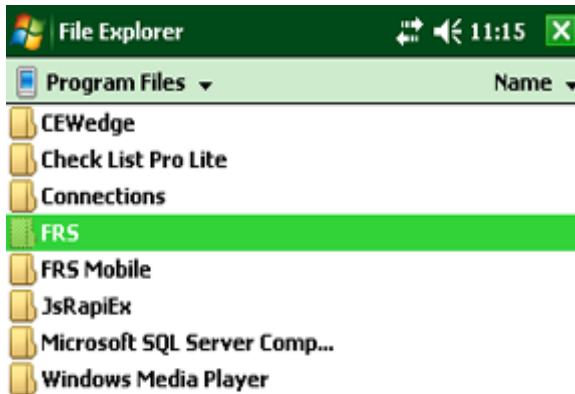 File Explorer 11:15
Program Files Name
CEWedge
Check List Pro Lite
Connections
FRS
FRS Mobile
JsRapiEx
Microsoft SQL Server Comp...
Windows Media Player